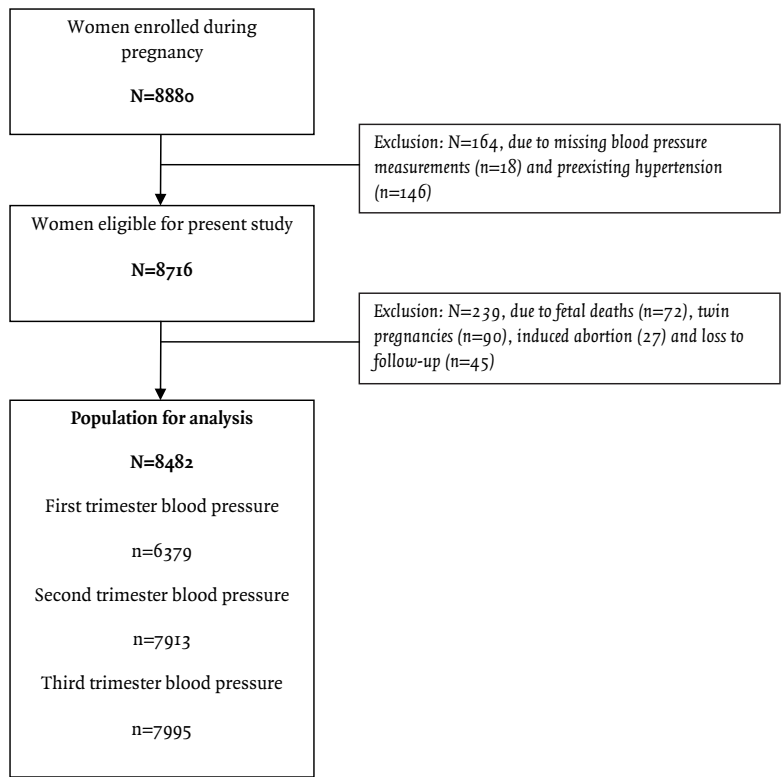 Women enrolled during
pregnancy
N=8880
Exclusion: N=164, due to missing blood pressure
measurements (n=18) and preexisting hypertension
(n=146)
Women eligible for present study
N=8716
Exclusion: N=239, due to fetal deaths (n=72), twin
pregnancies (n=90), induced abortion (27) and loss to
follow-up (n=45)
Population for analysis
N=8482
First trimester blood pressure
n=6379
Second trimester blood pressure
n=7913
Third trimester blood pressure
n=7995